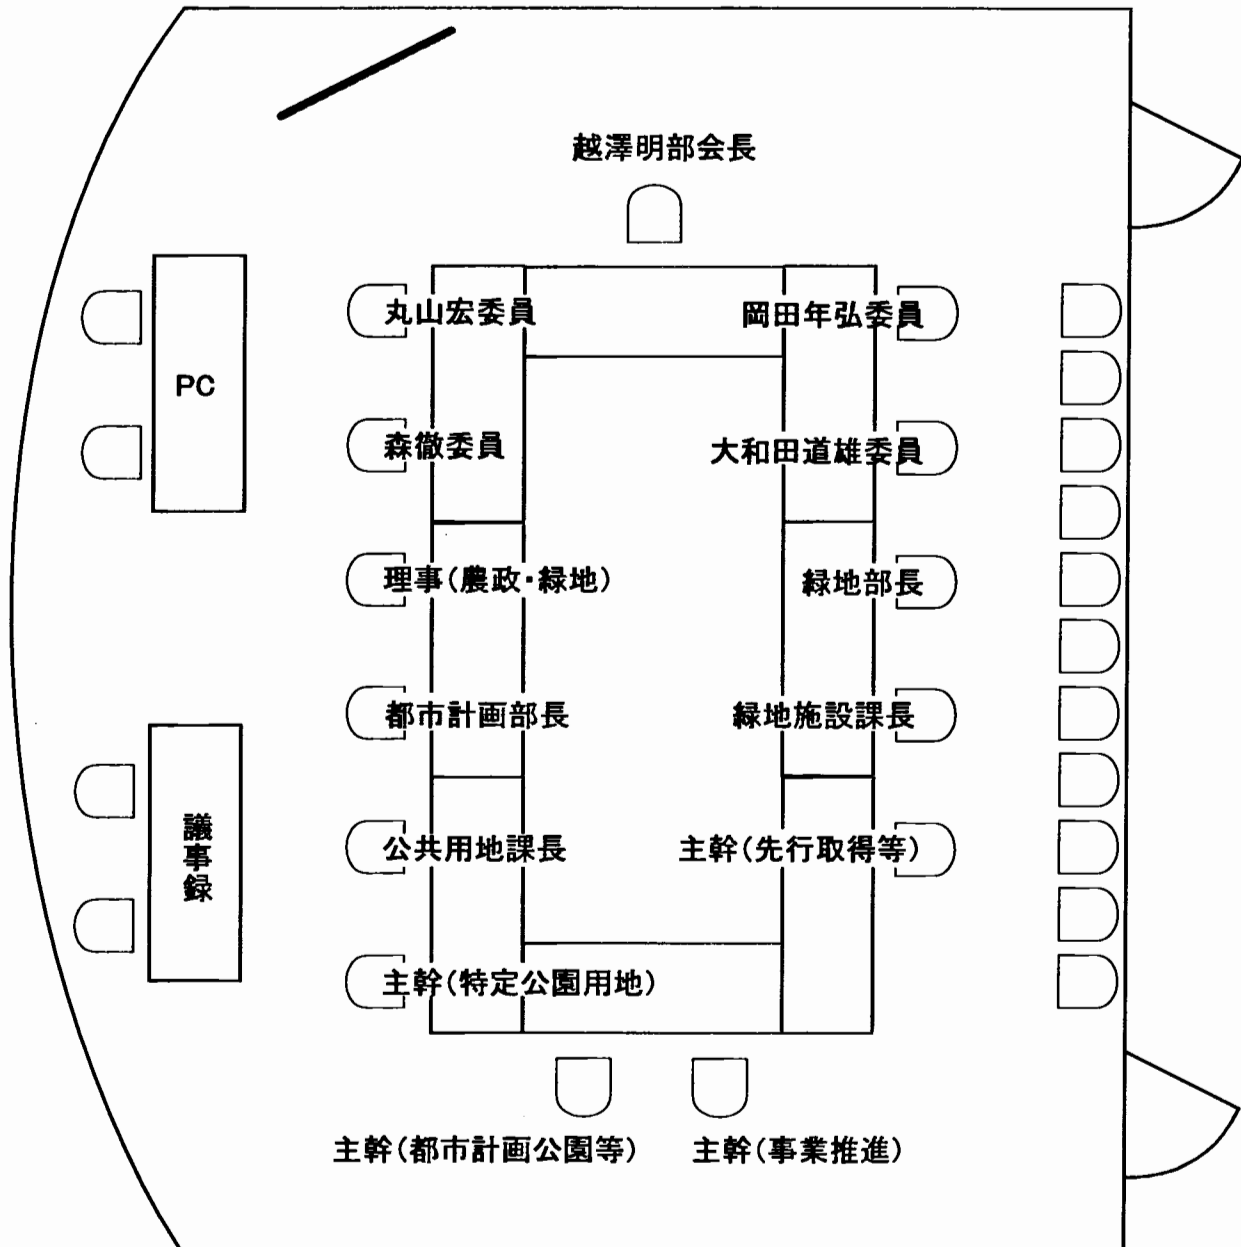 越澤明部会長
丸山宏委員
岡田年弘委員
PC
森徹委員
大和田道雄委員
理事(農政・緑地)
緑地部長
都市計画部長
緑地施設課長
議事録
公共用地課長
主幹(先行取得等)
主幹(特定公園用地)
主幹(都市計画公園等)
主幹(事業推進)